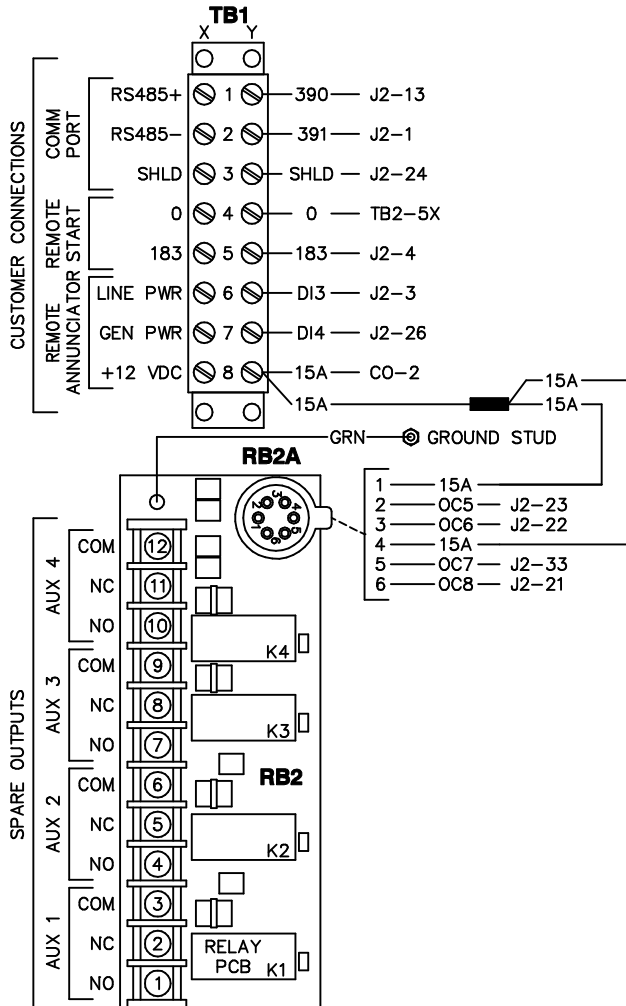 TB1
X Y
CUSTOMER CONNECTIONS
COMM PORT
RS485+ 1 390 J2-13
RS485- 2 391 J2-1
SHLD 3 SHLD J2-24
REMOTE START
0 4 0 TB2-5X
183 5 183 J2-4
REMOTE ANNUNCIATOR
LINE PWR 6 DI3 J2-3
GEN PWR 7 DI4 J2-26
+12 VDC 8 15A CO-2
15A
15A
15A
GRN GROUND STUD
RB2A
3
2 4
1 5
6
1 15A
2 OC5 J2-23
3 OC6 J2-22
4 15A
5 OC7 J2-33
6 OC8 J2-21
SPARE OUTPUTS
AUX 4
COM 12
NC 11
NO 10
K4
AUX 3
COM 9
NC 8
NO 7
K3
RB2
AUX 2
COM 6
NC 5
NO 4
K2
AUX 1
COM 3
NC 2
NO 1
RELAY
PCB K1